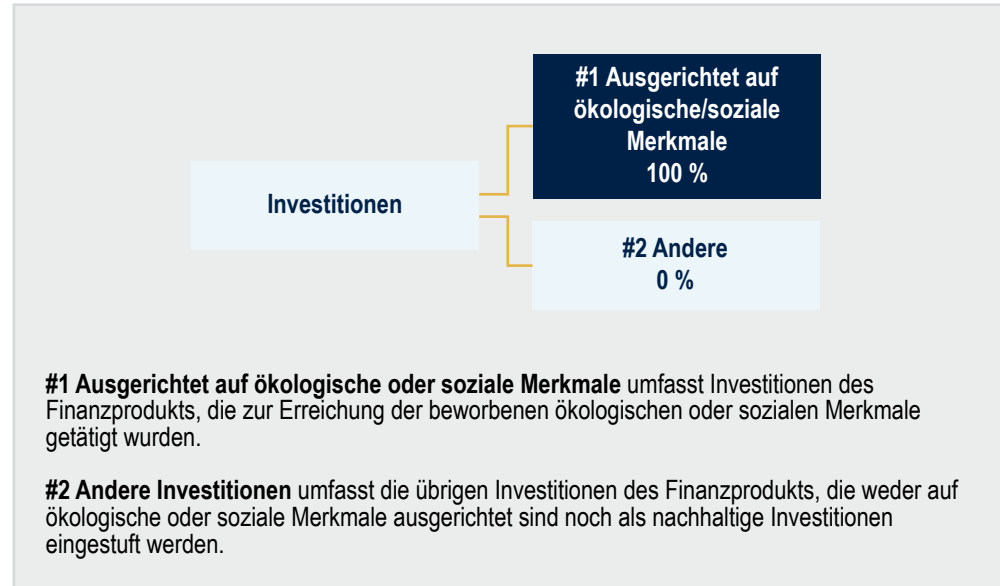 #1 Ausgerichtet auf
ökologische/soziale
Merkmale
100 %
Investitionen
#2 Andere
0 %
#1 Ausgerichtet auf ökologische oder soziale Merkmale umfasst Investitionen des
Finanzprodukts, die zur Erreichung der beworbenen ökologischen oder sozialen Merkmale
getätigt wurden.
#2 Andere Investitionen umfasst die übrigen Investitionen des Finanzprodukts, die weder auf
ökologische oder soziale Merkmale ausgerichtet sind noch als nachhaltige Investitionen
eingestuft werden.